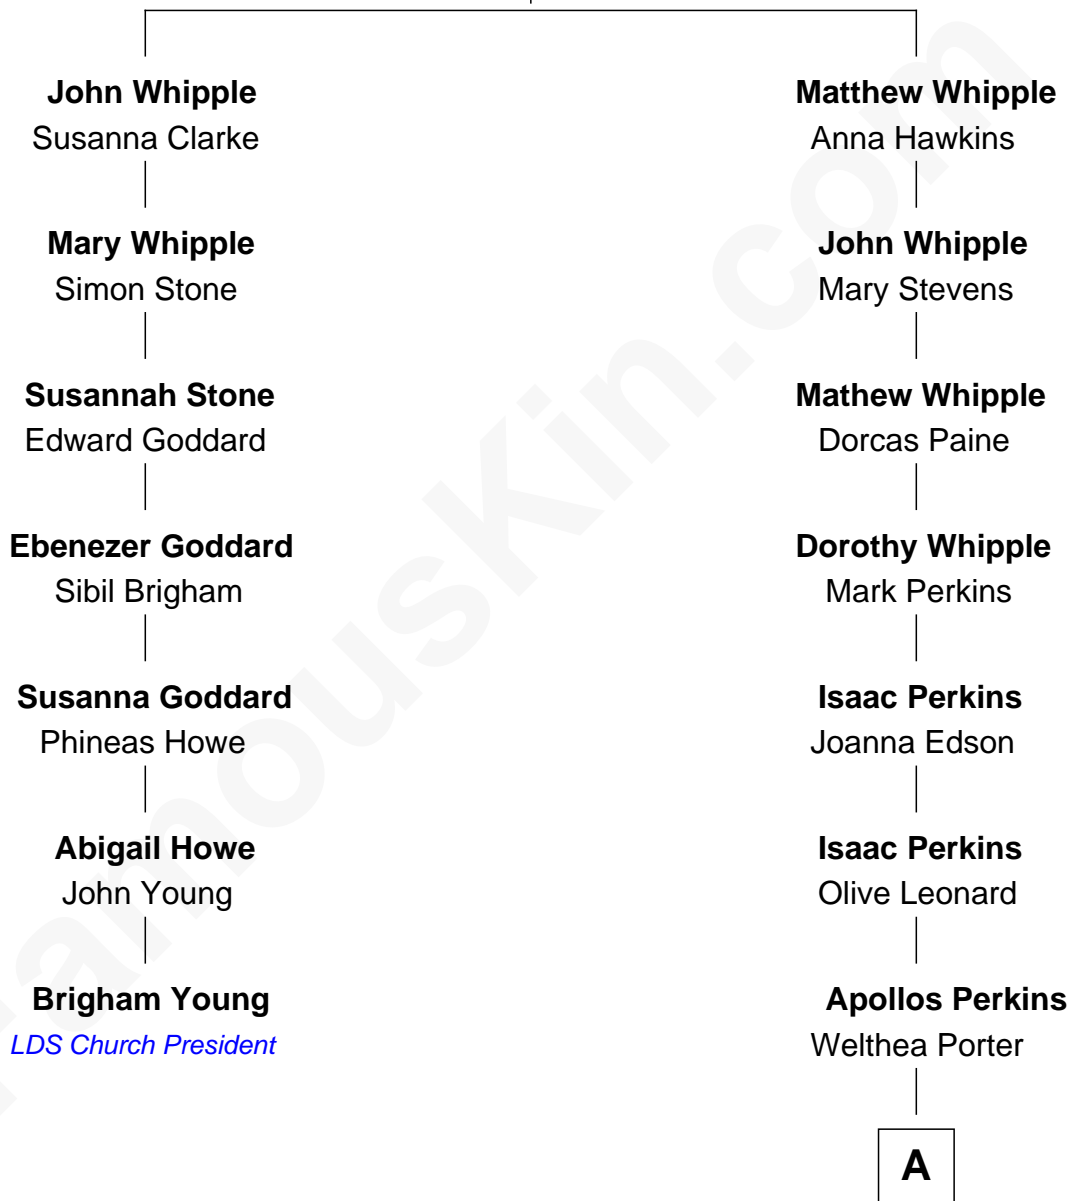 John Whipple
Susanna Clarke
Mary Whipple
Simon Stone
Susannah Stone
Edward Goddard
Ebenezer Goddard
Sibil Brigham
Susanna Goddard
Phineas Howe
Abigail Howe
John Young
Brigham Young
LDS Church President
Matthew Whipple
Anna Hawkins
John Whipple
Mary Stevens
Mathew Whipple
Dorcas Paine
Dorothy Whipple
Mark Perkins
Isaac Perkins
Joanna Edson
Isaac Perkins
Olive Leonard
Apollos Perkins
Welthea Porter
A
FamousKin.com